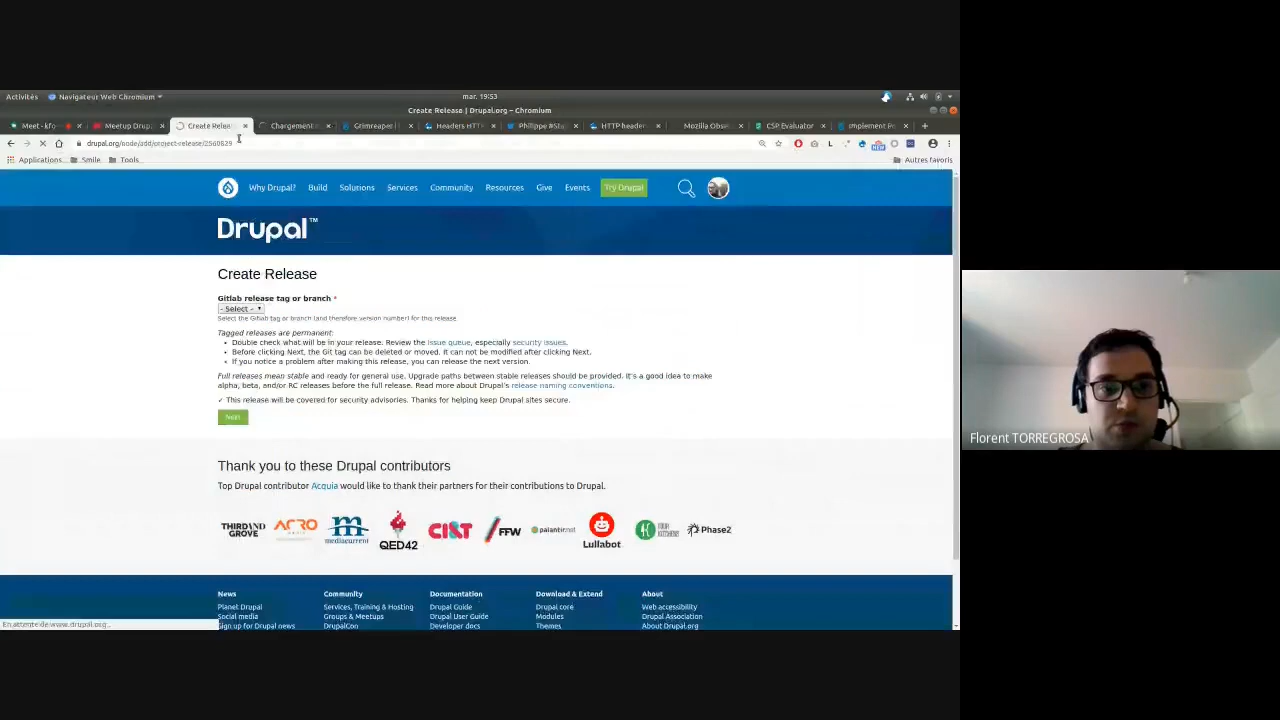 Activités Navigateur Web Chromium mar. 19:53
Create Release | Drupal.org – Chromium
Meet - kfo Meetup Drup Create Relea Chargement Grimreaper | Headers HTT Philippe #Stu HTTP header Mozilla Obse CSP Evaluator Implement Fe
drupal.org/node/add/project-release/2560829
Applications Smile Tools Autres favoris
Why Drupal? Build Solutions Services Community Resources Give Events Try Drupal
Drupal™
Create Release
Gitlab release tag or branch *
- Select -
Select the Gitlab tag or branch (and therefore version number) for this release.
Tagged releases are permanent:
Double check what will be in your release. Review the issue queue, especially security issues.
Before clicking Next, the Git tag can be deleted or moved. It can not be modified after clicking Next.
If you notice a problem after making this release, you can release the next version.
Full releases mean stable and ready for general use. Upgrade paths between stable releases should be provided. It's a good idea to make
alpha, beta, and/or RC releases before the full release. Read more about Drupal's release naming conventions.
✓ This release will be covered for security advisories. Thanks for helping keep Drupal sites secure.
Next
Florent TORREGROSA
Thank you to these Drupal contributors
Top Drupal contributor Acquia would like to thank their partners for their contributions to Drupal.
THIRD AND GROVE
ACRO
mediacurrent
QED42
CI&T
FFW
palantir.net
Lullabot
Phase2
News Community Documentation Download & Extend About
Planet Drupal Services, Training & Hosting Drupal Guide Drupal core Web accessibility
Social media Groups & Meetups Drupal User Guide Modules Drupal Association
Sign up for Drupal news DrupalCon Developer docs Themes About Drupal.org
En attente de www.drupal.org...